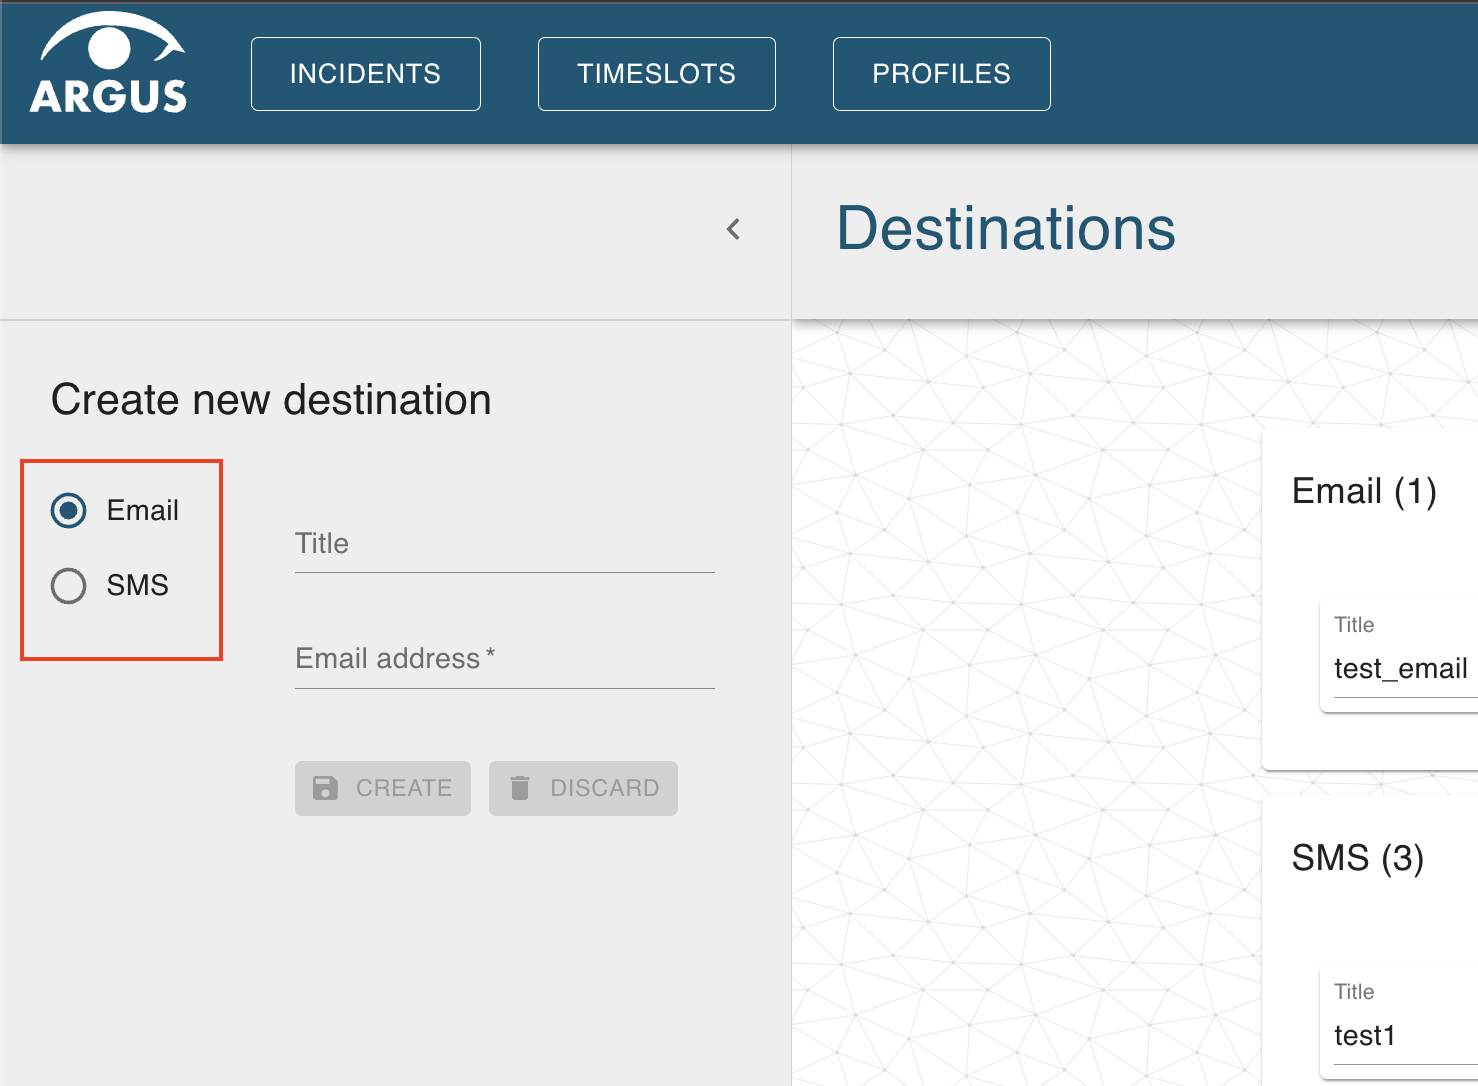 ARGUS
INCIDENTS
TIMESLOTS
PROFILES
Destinations
Create new destination
Email
SMS
Title
Email address *
CREATE
DISCARD
Email (1)
Title
test_email
SMS (3)
Title
test1